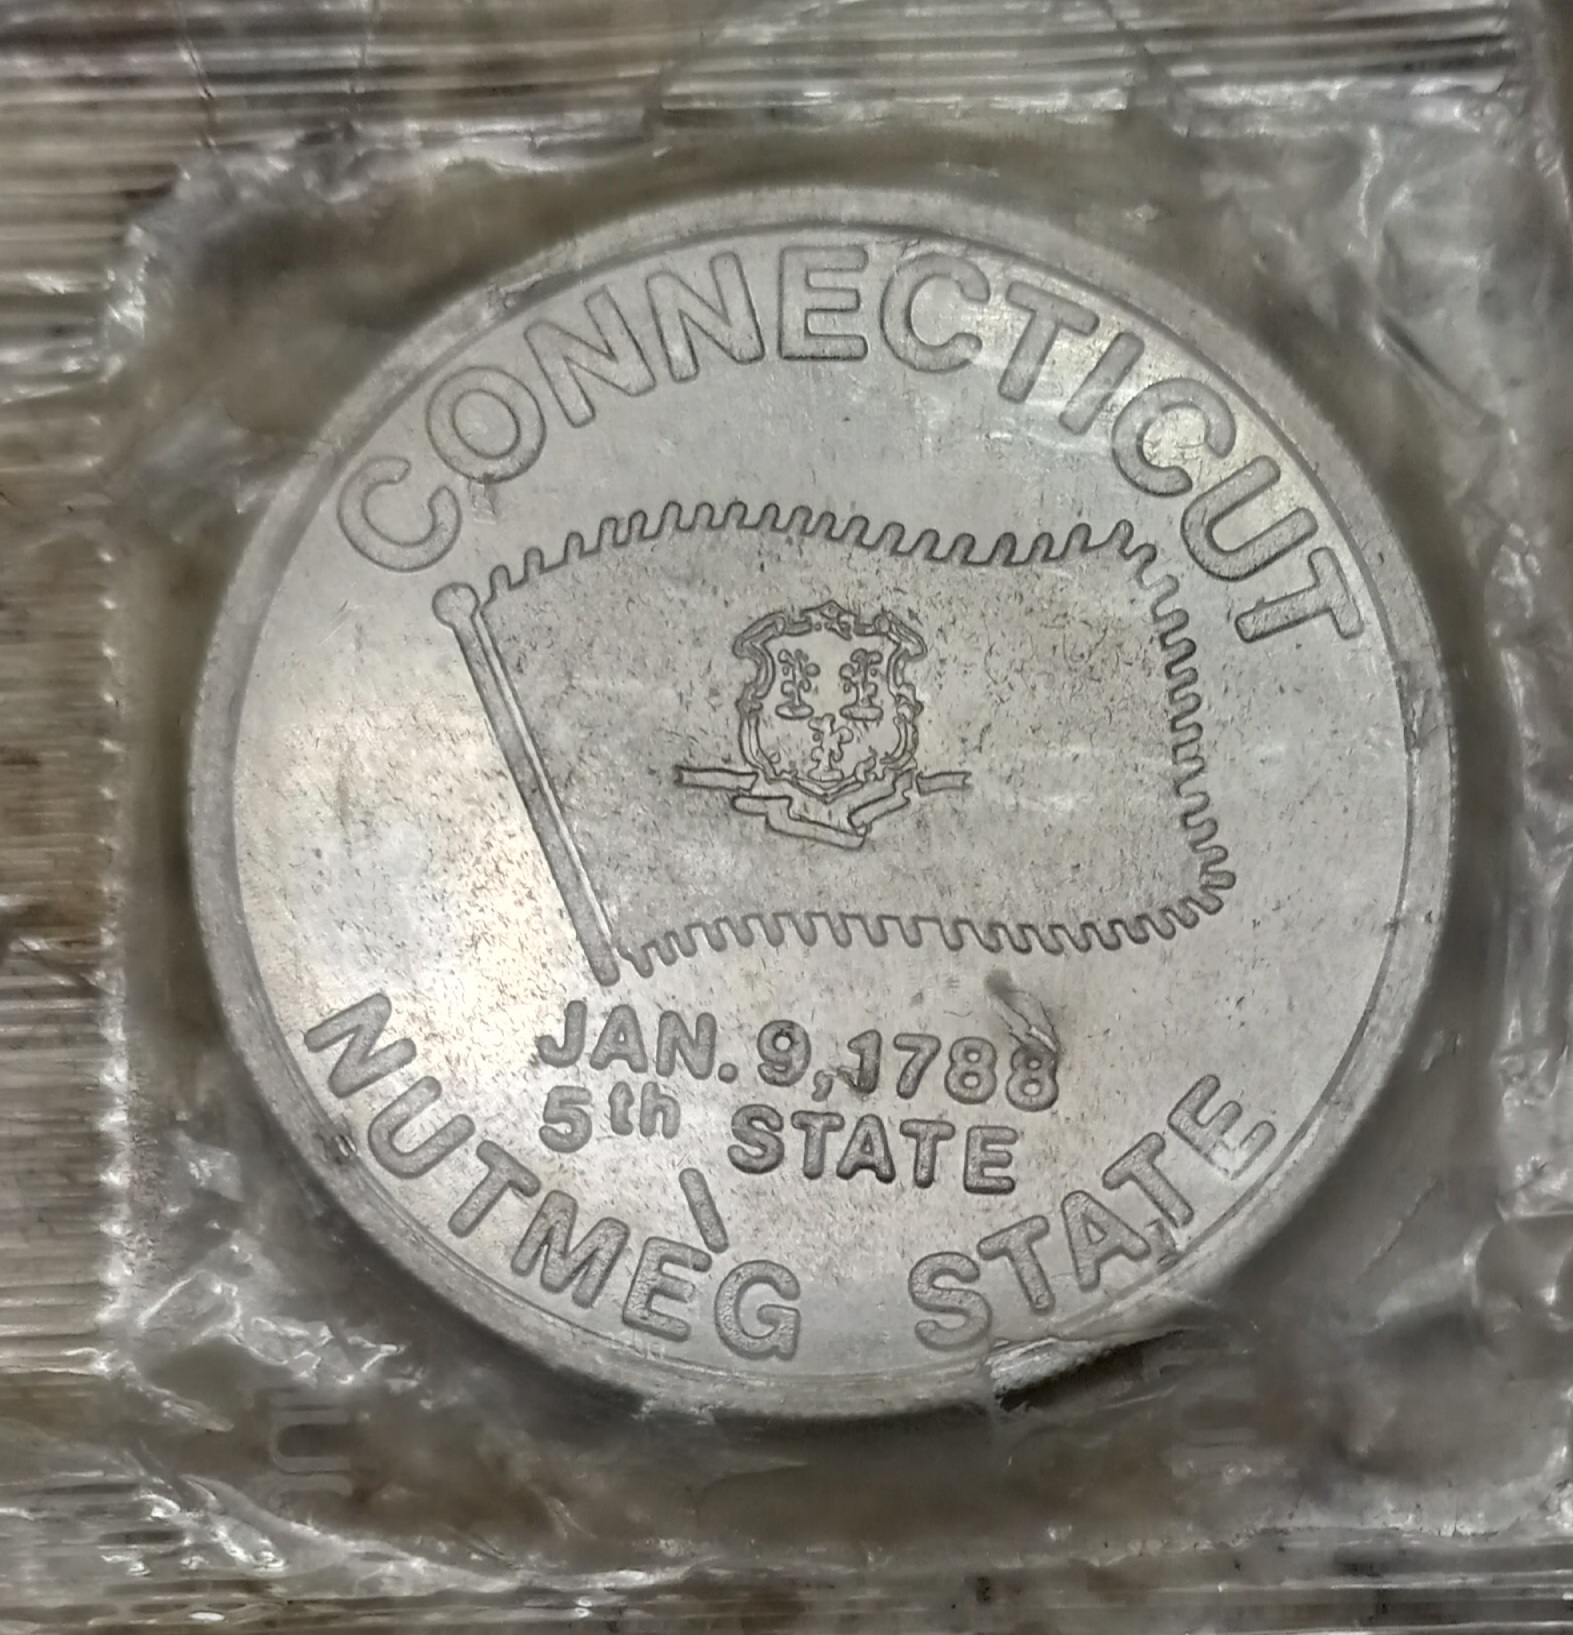 CONNECTICUT
JAN. 9, 1788
5th STATE
NUTMEG STATE